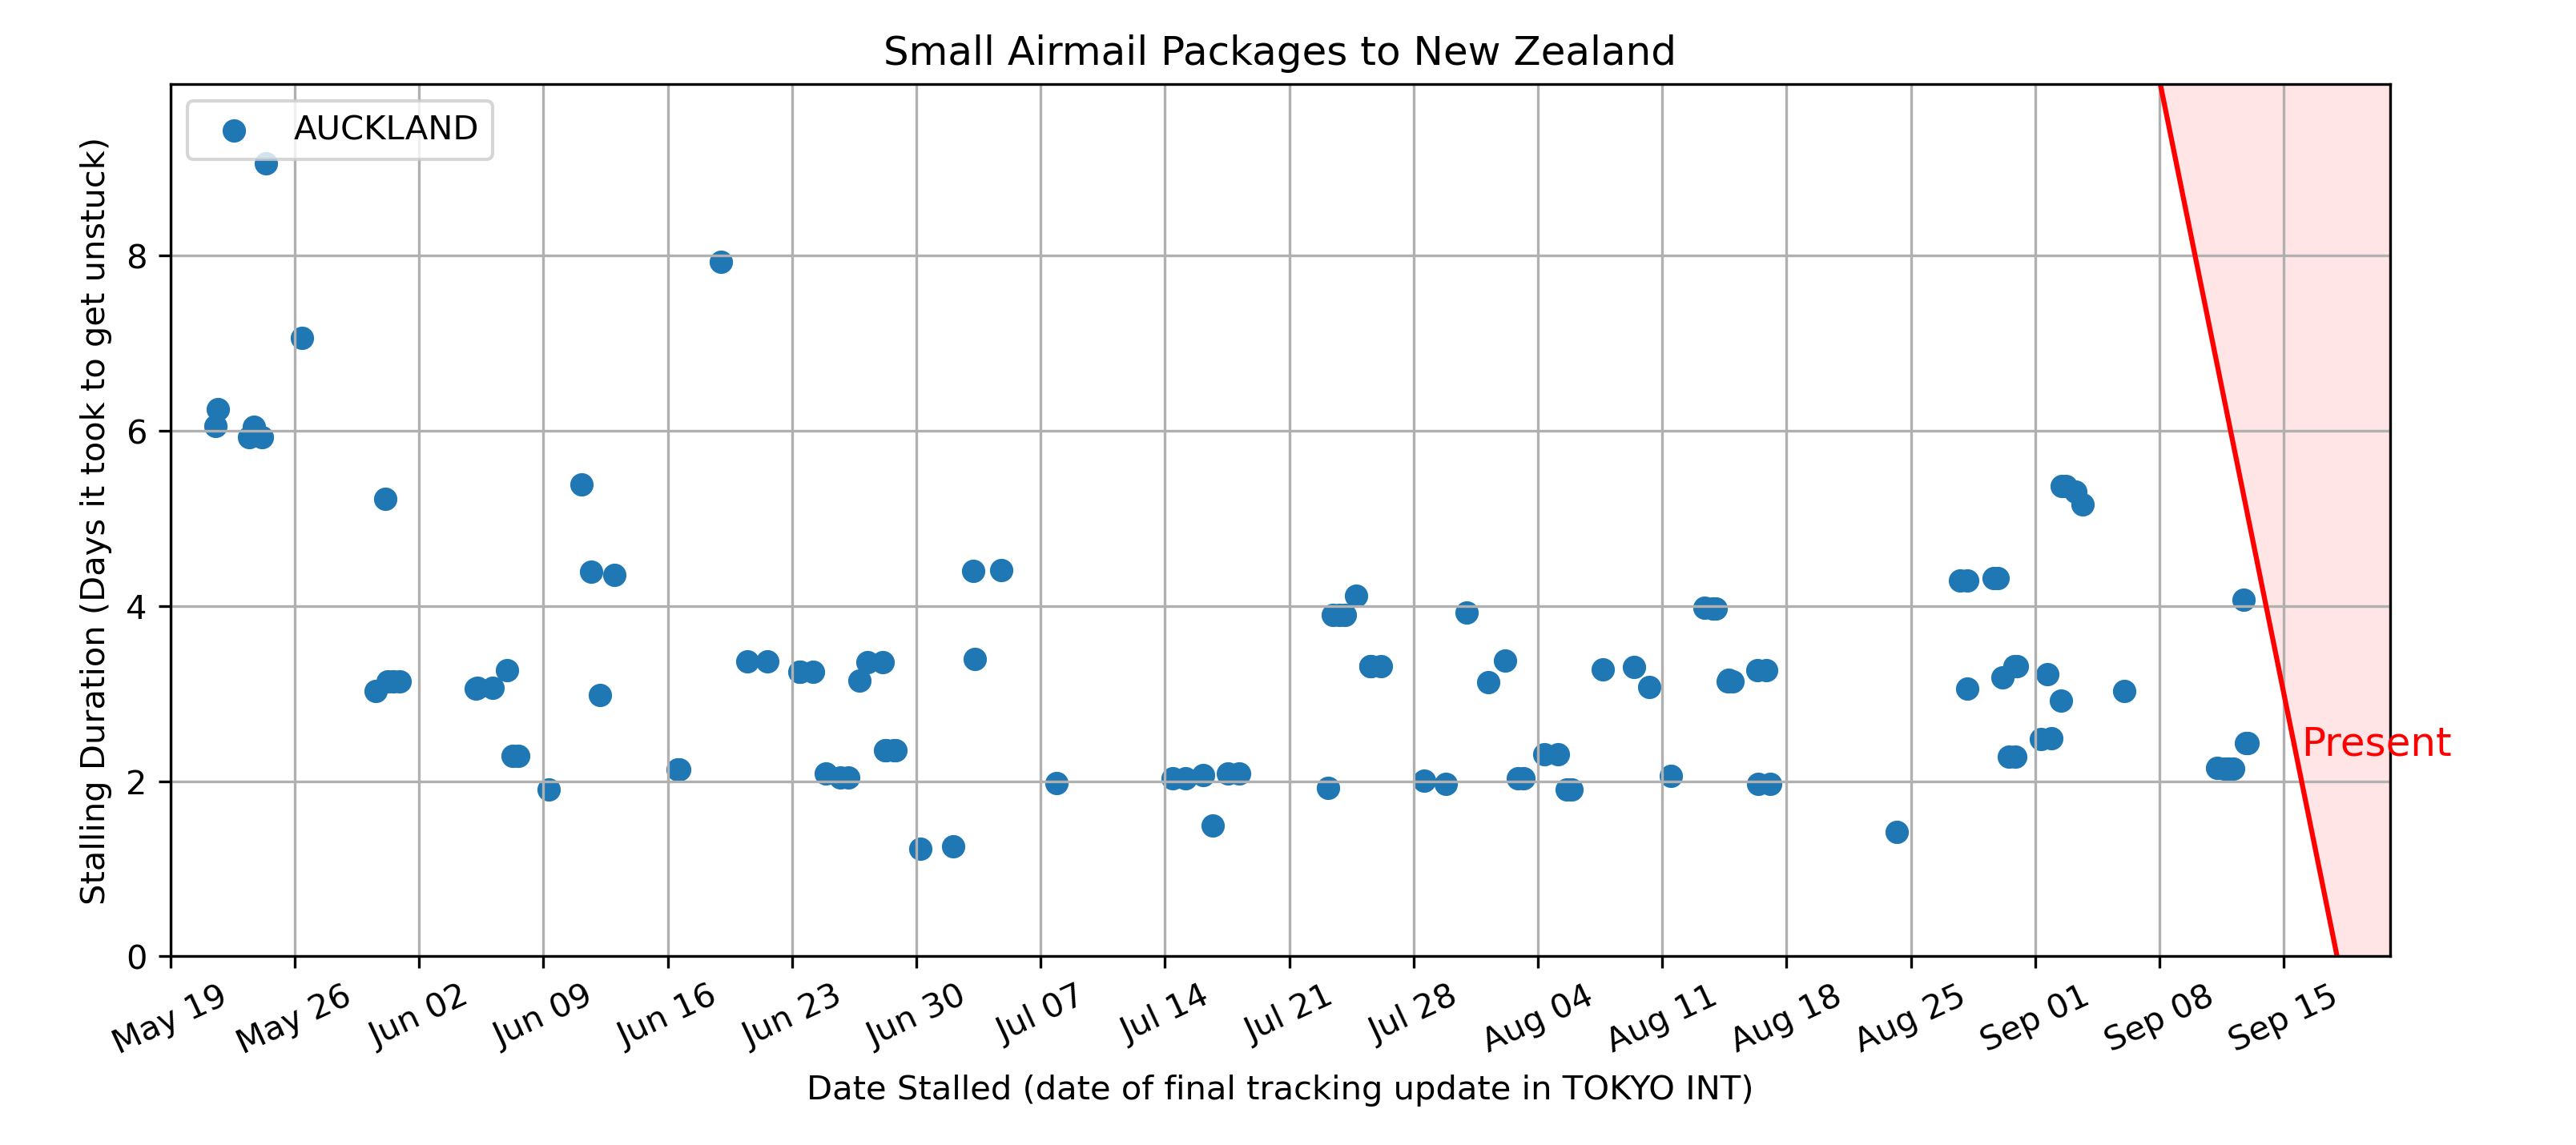 Small Airmail Packages to New Zealand
AUCKLAND
Stalling Duration (Days it took to get unstuck)
8
6
4
2
0
Present
May 19
May 26
Jun 02
Jun 09
Jun 16
Jun 23
Jun 30
Jul 07
Jul 14
Jul 21
Jul 28
Aug 04
Aug 11
Aug 18
Aug 25
Sep 01
Sep 08
Sep 15
Date Stalled (date of final tracking update in TOKYO INT)